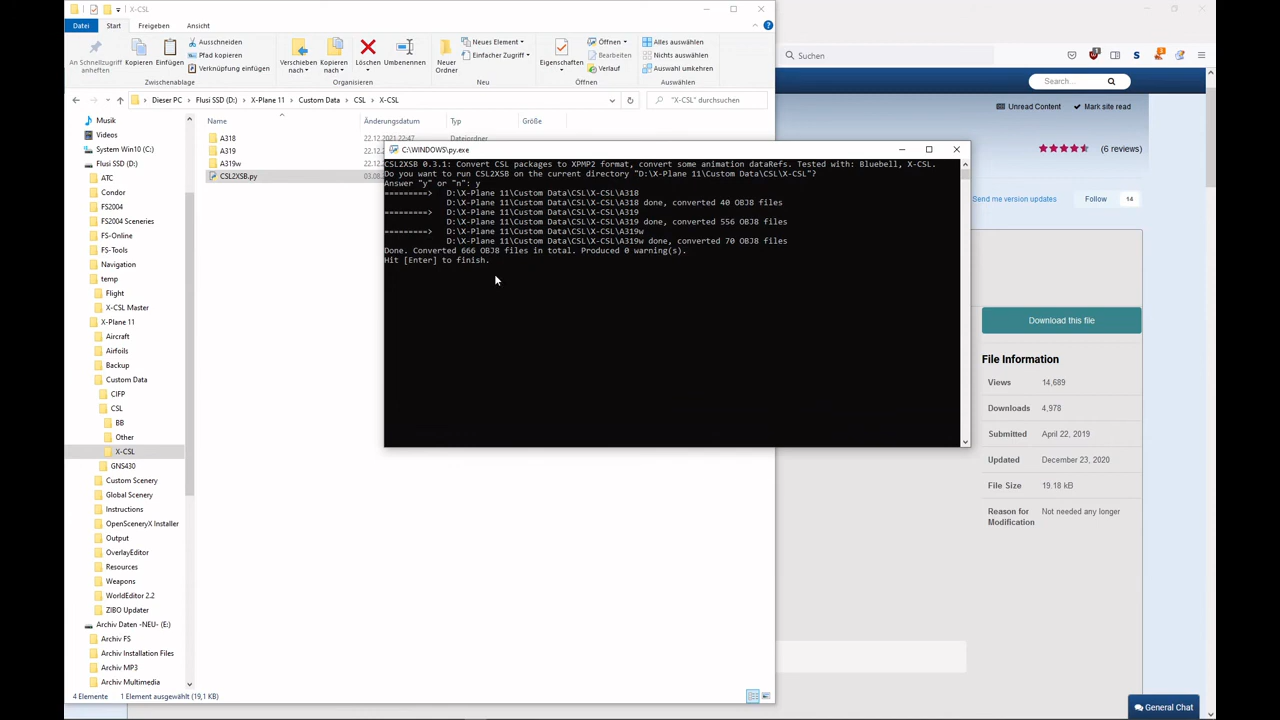 X-CSL
Datei
Start
Freigeben
Ansicht
An Schnellzugriff
anheften
Kopieren
Einfügen
Ausschneiden
Pfad kopieren
Verknüpfung einfügen
Zwischenablage
Verschieben
nach
Kopieren
nach
Löschen
Umbenennen
Organisieren
Neuer
Ordner
Neues Element
Einfacher Zugriff
Neu
Eigenschaften
Öffnen
Bearbeiten
Verlauf
Öffnen
Alles auswählen
Nichts auswählen
Auswahl umkehren
Auswählen
Dieser PC > Flusi SSD (D:) > X-Plane 11 > Custom Data > CSL > X-CSL
"X-CSL" durchsuchen
Musik
Videos
System Win10 (C:)
Flusi SSD (D:)
ATC
Condor
FS2004
FS2004 Sceneries
FS-Online
FS-Tools
Navigation
temp
Flight
X-CSL Master
X-Plane 11
Aircraft
Airfoils
Backup
Custom Data
CIFP
CSL
BB
Other
X-CSL
GNS430
Custom Scenery
Global Scenery
Instructions
OpenSceneryX Installer
Output
OverlayEditor
Resources
Weapons
WorldEditor 2.2
ZIBO Updater
Archiv Daten -NEU- (E:)
Archiv FS
Archiv Installation Files
Archiv MP3
Archiv Multimedia
Name
Änderungsdatum
Typ
Größe
A318
22.12.2021 22:47
Dateiordner
A319
22.12
A319w
22.12
CSL2XSB.py
03.08
4 Elemente
1 Element ausgewählt (19,1 KB)
C:\WINDOWS\py.exe
CSL2XSB 0.3.1: Convert CSL packages to XPMP2 format, convert some animation dataRefs. Tested with: Bluebell, X-CSL.
Do you want to run CSL2XSB on the current directory "D:\X-Plane 11\Custom Data\CSL\X-CSL"?
Answer "y" or "n": y
=========> D:\X-Plane 11\Custom Data\CSL\X-CSL\A318
D:\X-Plane 11\Custom Data\CSL\X-CSL\A318 done, converted 40 OBJ8 files
=========> D:\X-Plane 11\Custom Data\CSL\X-CSL\A319
D:\X-Plane 11\Custom Data\CSL\X-CSL\A319 done, converted 556 OBJ8 files
=========> D:\X-Plane 11\Custom Data\CSL\X-CSL\A319w
D:\X-Plane 11\Custom Data\CSL\X-CSL\A319w done, converted 70 OBJ8 files
Done. Converted 666 OBJ8 files in total. Produced 0 warning(s).
Hit [Enter] to finish.
Suchen
Search...
Unread Content
Mark site read
(6 reviews)
Send me version updates
Follow
14
Download this file
File Information
Views 14,689
Downloads 4,978
Submitted April 22, 2019
Updated December 23, 2020
File Size 19.18 kB
Reason for Not needed any longer
Modification
General Chat